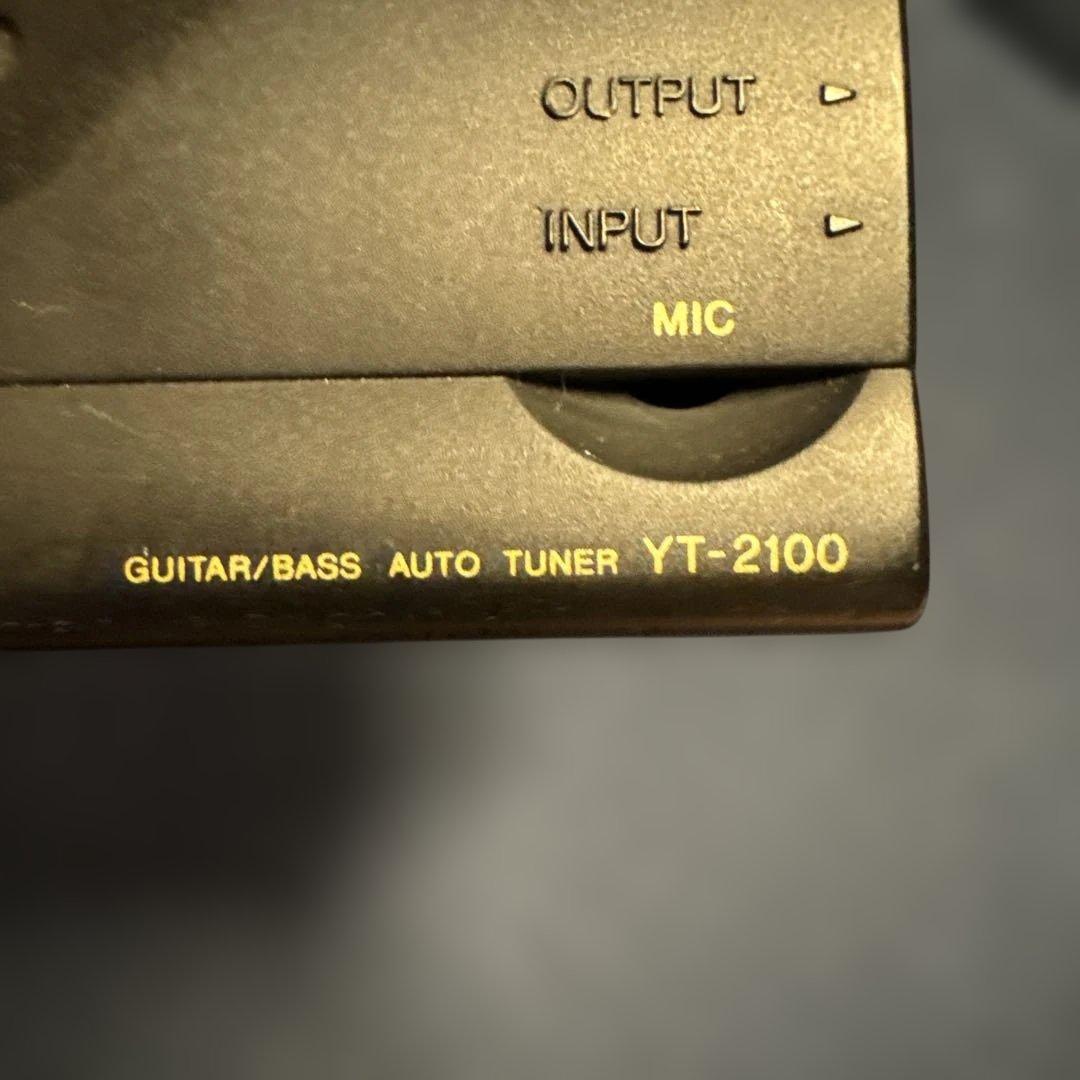 OUTPUT
INPUT
MIC
GUITAR/BASS AUTO TUNER YT-2100